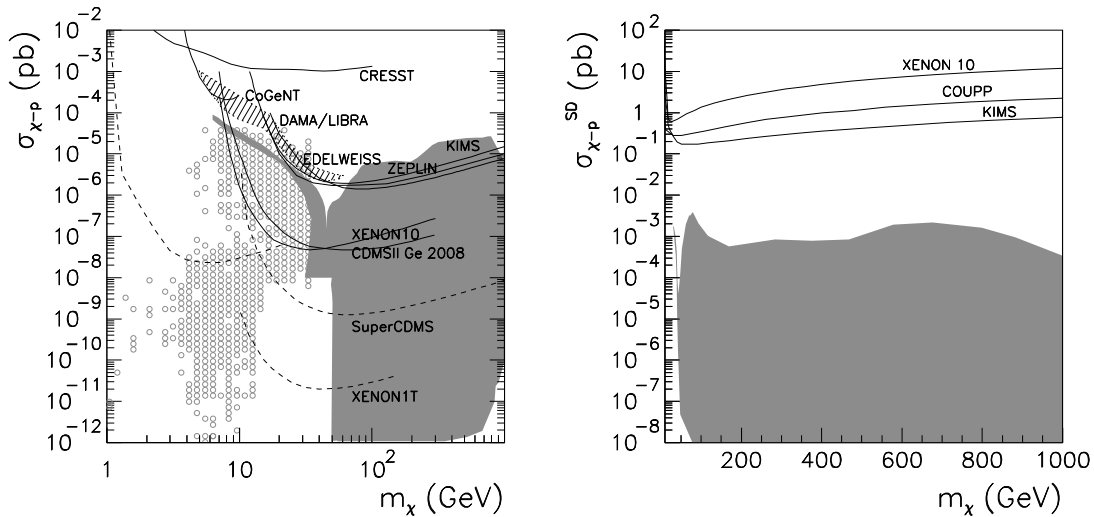 σχ-p (pb)
10^-2
10^-3
10^-4
10^-5
10^-6
10^-7
10^-8
10^-9
10^-10
10^-11
10^-12
CRESST
CoGeNT
DAMA/LIBRA
EDELWEISS
KIMS
ZEPLIN
XENON10
CDMSII Ge 2008
SuperCDMS
XENON1T
1 10 10^2
mχ (GeV)
σχ-p^SD (pb)
10^2
10
1
10^-1
10^-2
10^-3
10^-4
10^-5
10^-6
10^-7
10^-8
XENON 10
COUPP
KIMS
200 400 600 800 1000
mχ (GeV)